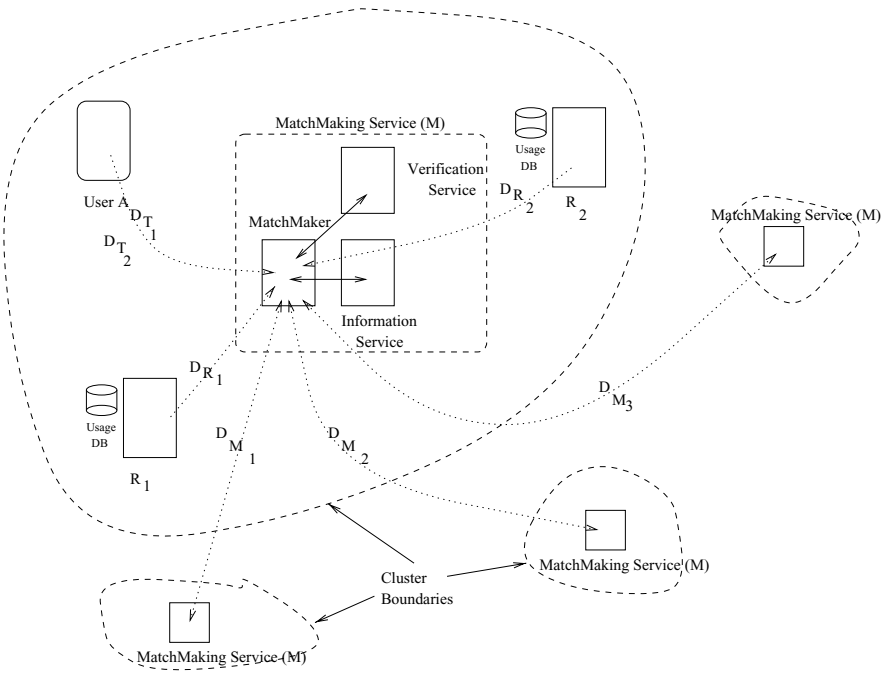 MatchMaking Service (M)
Usage
DB
Verification
Service
D R 2
R 2
User A
D T 1
D T 2
MatchMaker
MatchMaking Service (M)
Information
Service
D R 1
D M 3
Usage
DB
D M 1
D M 2
R 1
MatchMaking Service (M)
Cluster
Boundaries
MatchMaking Service (M)